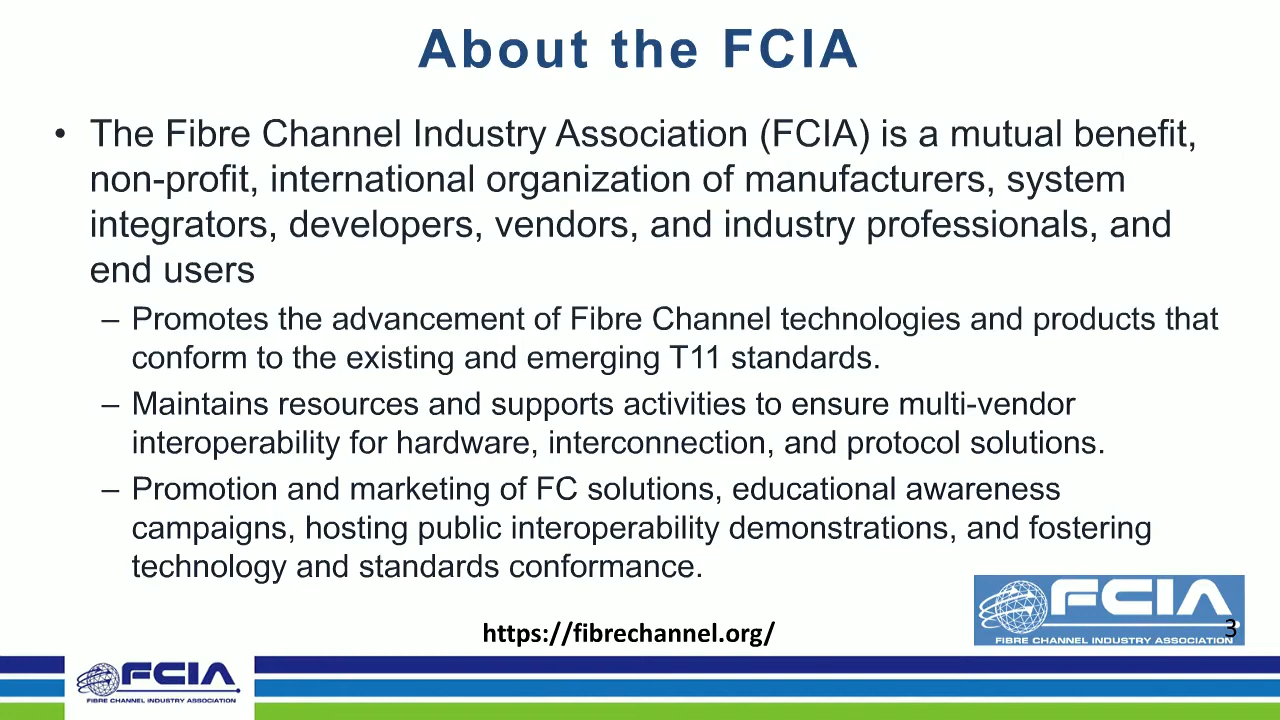 About the FCIA
• The Fibre Channel Industry Association (FCIA) is a mutual benefit,
non-profit, international organization of manufacturers, system
integrators, developers, vendors, and industry professionals, and
end users
– Promotes the advancement of Fibre Channel technologies and products that
conform to the existing and emerging T11 standards.
– Maintains resources and supports activities to ensure multi-vendor
interoperability for hardware, interconnection, and protocol solutions.
– Promotion and marketing of FC solutions, educational awareness
campaigns, hosting public interoperability demonstrations, and fostering
technology and standards conformance.
FCIA
FIBRE CHANNEL INDUSTRY ASSOCIATION
3
https://fibrechannel.org/
FCIA
FIBRE CHANNEL INDUSTRY ASSOCIATION